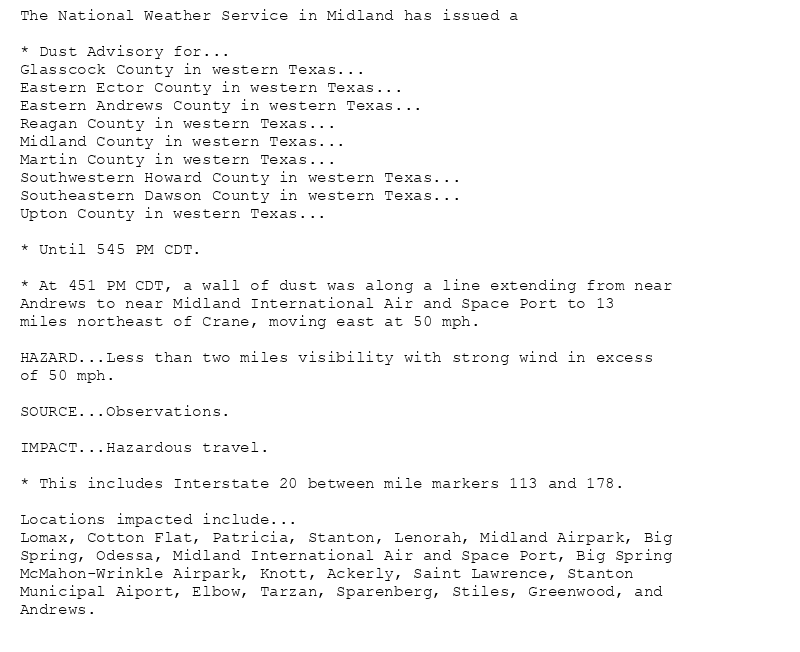 The National Weather Service in Midland has issued a
* Dust Advisory for...
Glasscock County in western Texas...
Eastern Ector County in western Texas...
Eastern Andrews County in western Texas...
Reagan County in western Texas...
Midland County in western Texas...
Martin County in western Texas...
Southwestern Howard County in western Texas...
Southeastern Dawson County in western Texas...
Upton County in western Texas...
* Until 545 PM CDT.
* At 451 PM CDT, a wall of dust was along a line extending from near
Andrews to near Midland International Air and Space Port to 13
miles northeast of Crane, moving east at 50 mph.
HAZARD...Less than two miles visibility with strong wind in excess
of 50 mph.
SOURCE...Observations.
IMPACT...Hazardous travel.
* This includes Interstate 20 between mile markers 113 and 178.
Locations impacted include...
Lomax, Cotton Flat, Patricia, Stanton, Lenorah, Midland Airpark, Big
Spring, Odessa, Midland International Air and Space Port, Big Spring
McMahon-Wrinkle Airpark, Knott, Ackerly, Saint Lawrence, Stanton
Municipal Aiport, Elbow, Tarzan, Sparenberg, Stiles, Greenwood, and
Andrews.